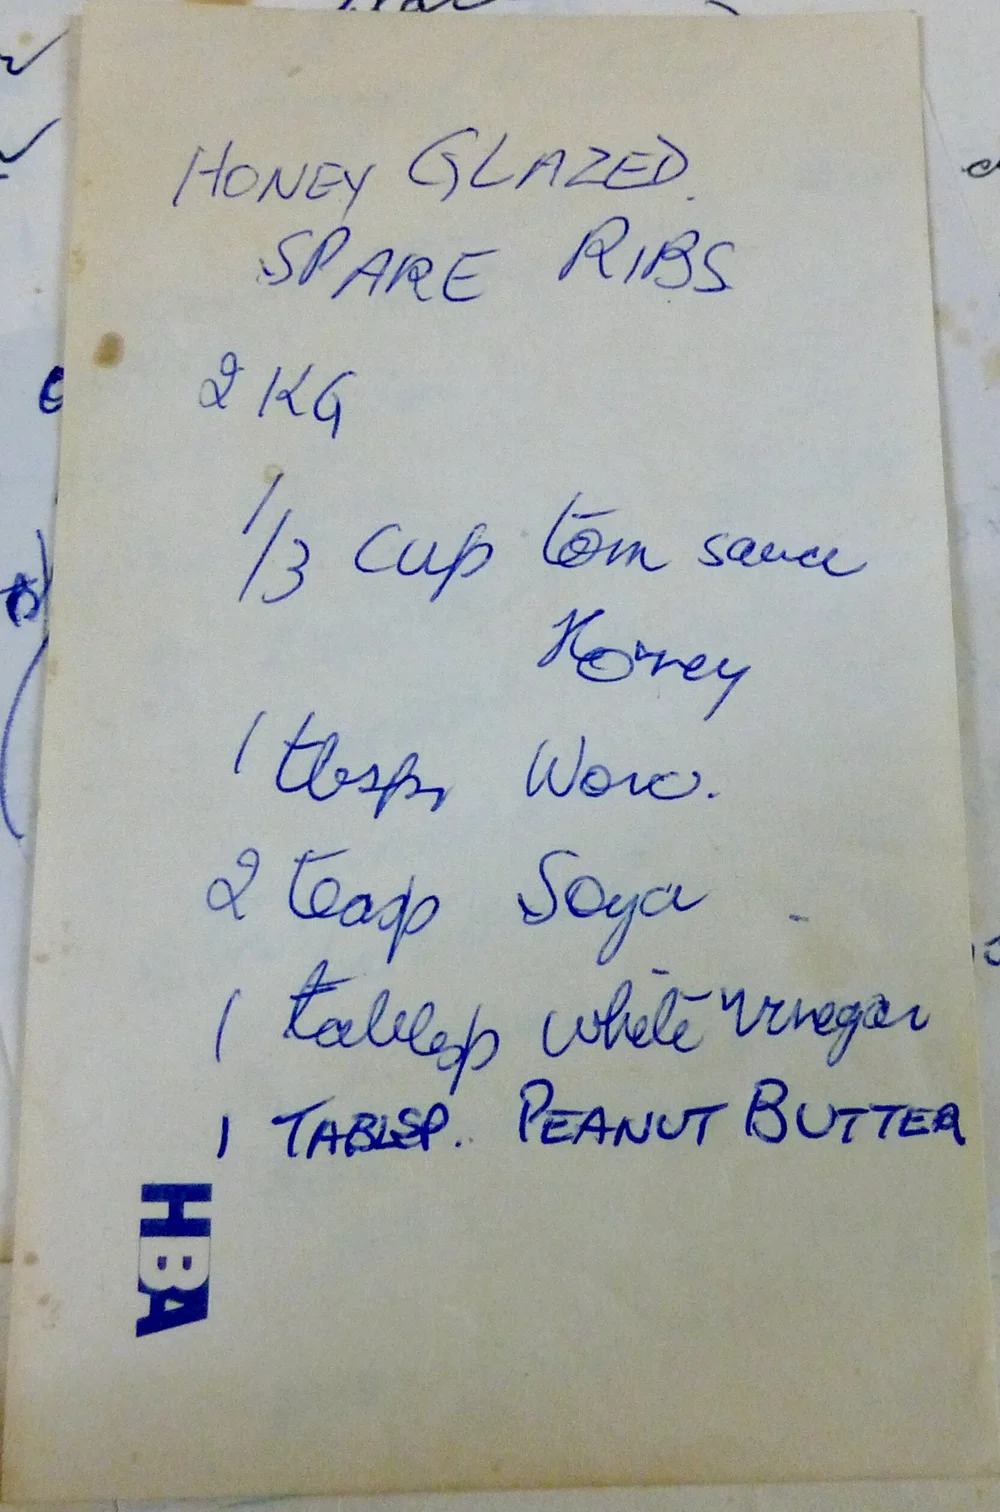 HONEY GLAZED.
SPARE RIBS
2 KG
1/3 cup tom sauce
Honey
1 tbsp, Worc.
2 teasp Soya
1 tablesp white vinegar
1 TABLSP. PEANUT BUTTER
HBA